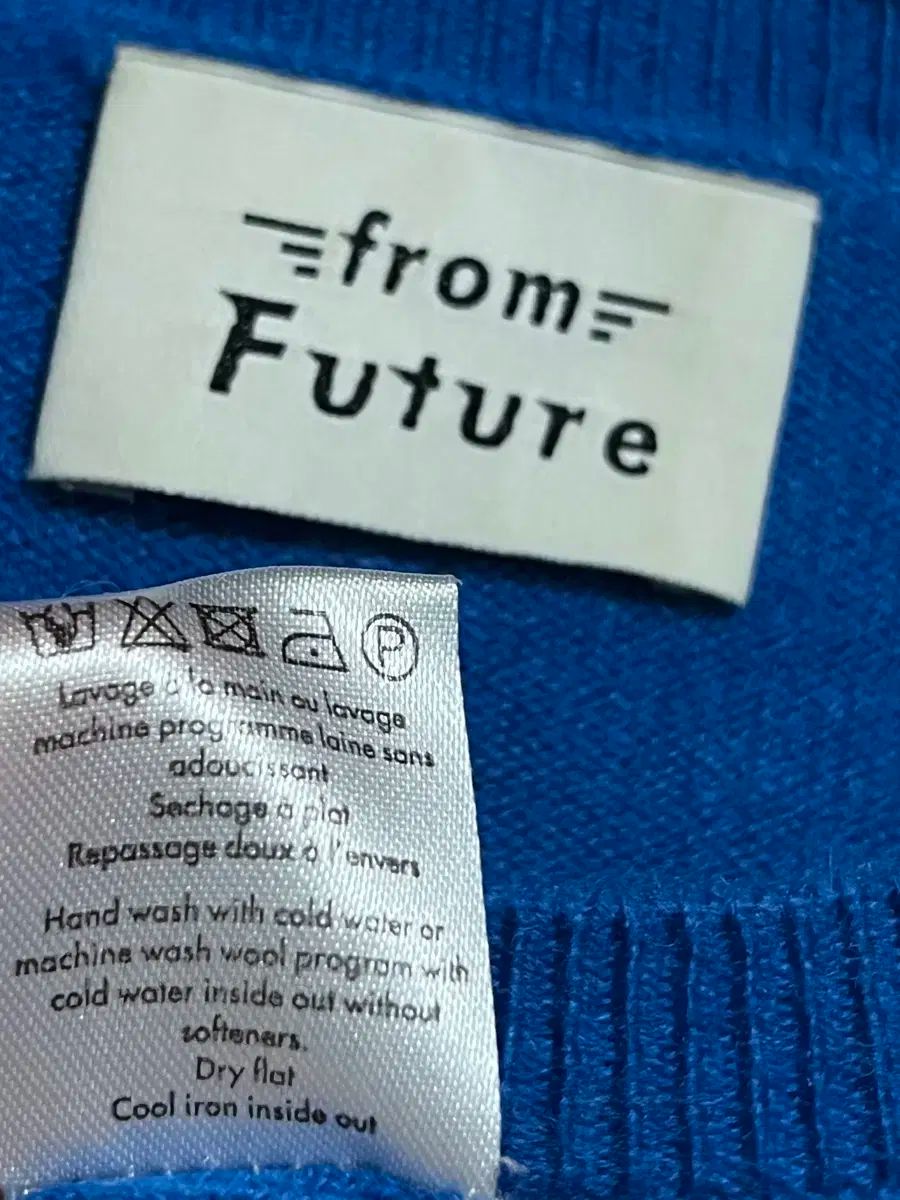 from
Future
P
Lavage à la main ou lavage
machine programme laine sans
adoucissant
Sechage a plat
Repassage doux à l'envers
Hand wash with cold water or
machine wash wool program with
cold water inside out without
softeners.
Dry flat
Cool iron inside out